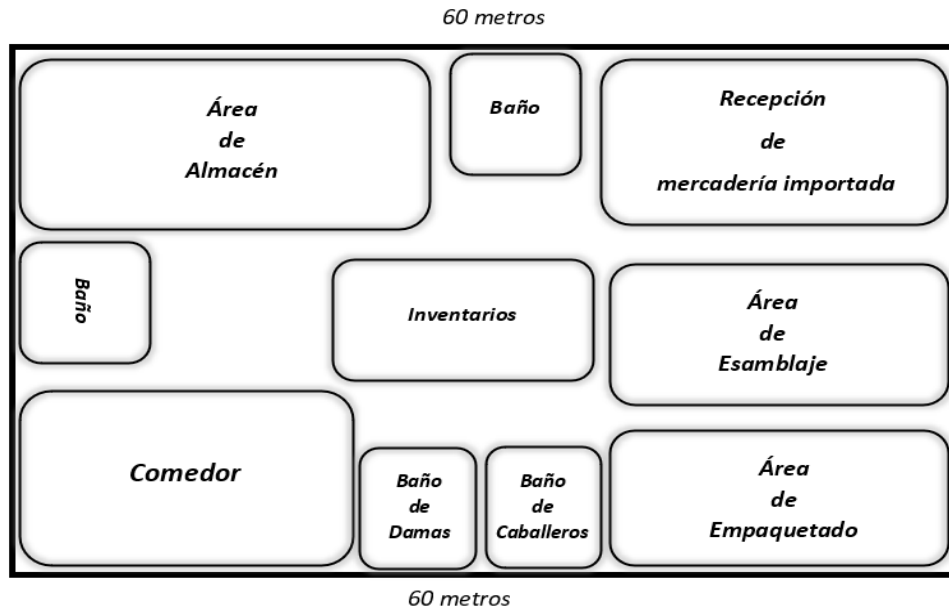 60 metros
Área
de
Almacén
Baño
Recepción
de
mercadería importada
Baño
Inventarios
Área
de
Esamblaje
Comedor
Baño
de
Damas
Baño
de
Caballeros
Área
de
Empaquetado
60 metros